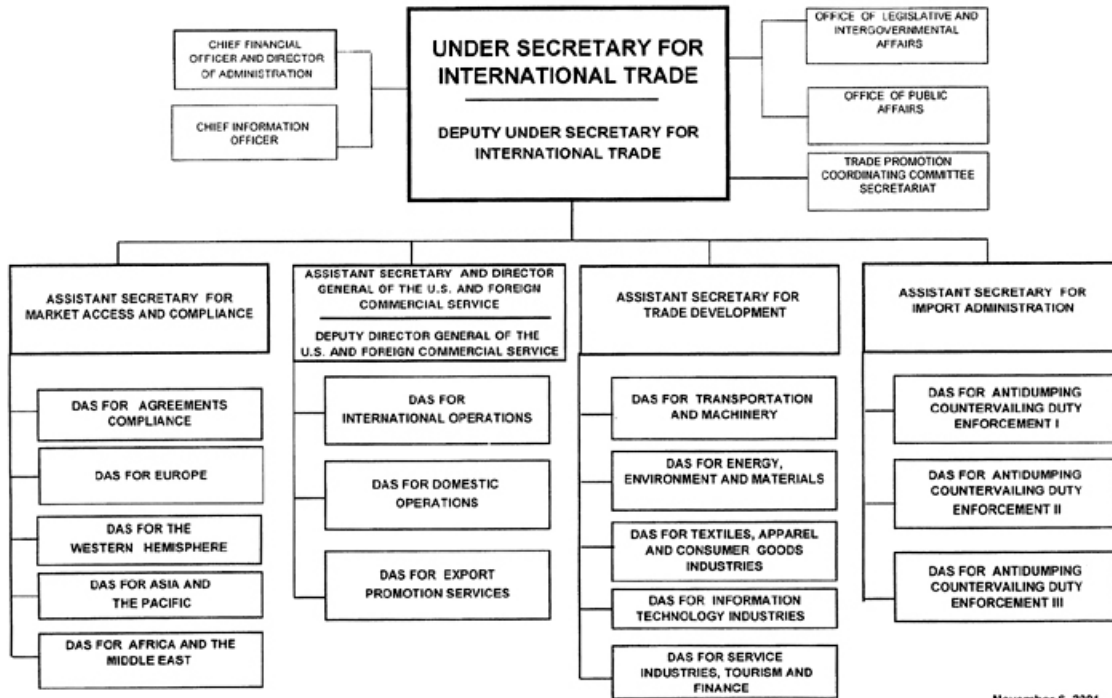 CHIEF FINANCIAL
OFFICER AND DIRECTOR
OF ADMINISTRATION
CHIEF INFORMATION
OFFICER
UNDER SECRETARY FOR
INTERNATIONAL TRADE
DEPUTY UNDER SECRETARY FOR
INTERNATIONAL TRADE
OFFICE OF LEGISLATIVE AND
INTERGOVERNMENTAL
AFFAIRS
OFFICE OF PUBLIC
AFFAIRS
TRADE PROMOTION
COORDINATING COMMITTEE
SECRETARIAT
ASSISTANT SECRETARY FOR
MARKET ACCESS AND COMPLIANCE
DAS FOR AGREEMENTS
COMPLIANCE
DAS FOR EUROPE
DAS FOR THE
WESTERN HEMISPHERE
DAS FOR ASIA AND
THE PACIFIC
DAS FOR AFRICA AND THE
MIDDLE EAST
ASSISTANT SECRETARY AND DIRECTOR
GENERAL OF THE U.S. AND FOREIGN
COMMERCIAL SERVICE
DEPUTY DIRECTOR GENERAL OF THE
U.S. AND FOREIGN COMMERCIAL SERVICE
DAS FOR
INTERNATIONAL OPERATIONS
DAS FOR DOMESTIC
OPERATIONS
DAS FOR EXPORT
PROMOTION SERVICES
ASSISTANT SECRETARY FOR
TRADE DEVELOPMENT
DAS FOR TRANSPORTATION
AND MACHINERY
DAS FOR ENERGY,
ENVIRONMENT AND MATERIALS
DAS FOR TEXTILES, APPAREL
AND CONSUMER GOODS
INDUSTRIES
DAS FOR INFORMATION
TECHNOLOGY INDUSTRIES
DAS FOR SERVICE
INDUSTRIES, TOURISM AND
FINANCE
ASSISTANT SECRETARY FOR
IMPORT ADMINISTRATION
DAS FOR ANTIDUMPING
COUNTERVAILING DUTY
ENFORCEMENT I
DAS FOR ANTIDUMPING
COUNTERVAILING DUTY
ENFORCEMENT II
DAS FOR ANTIDUMPING
COUNTERVAILING DUTY
ENFORCEMENT III